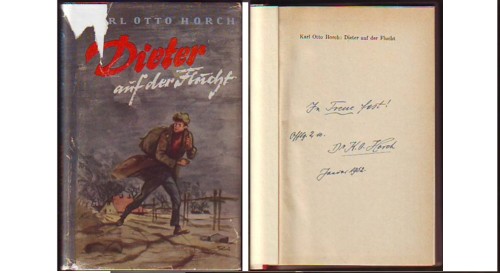 ARL OTTO HORCH
Dieter
auf der Flucht
Karl Otto Horch: Dieter auf der Flucht
In Treue fest!
Dr. K. O. Horch
Januar 1952